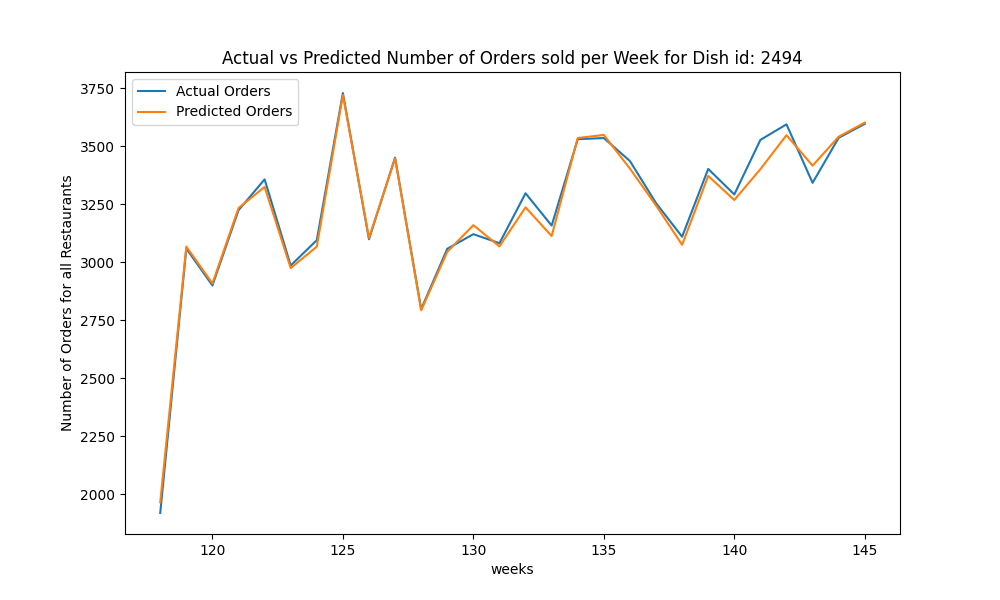 Actual vs Predicted Number of Orders sold per Week for Dish id: 2494
Actual Orders
Predicted Orders
Number of Orders for all Restaurants
3750
3500
3250
3000
2750
2500
2250
2000
120 125 130 135 140 145
weeks